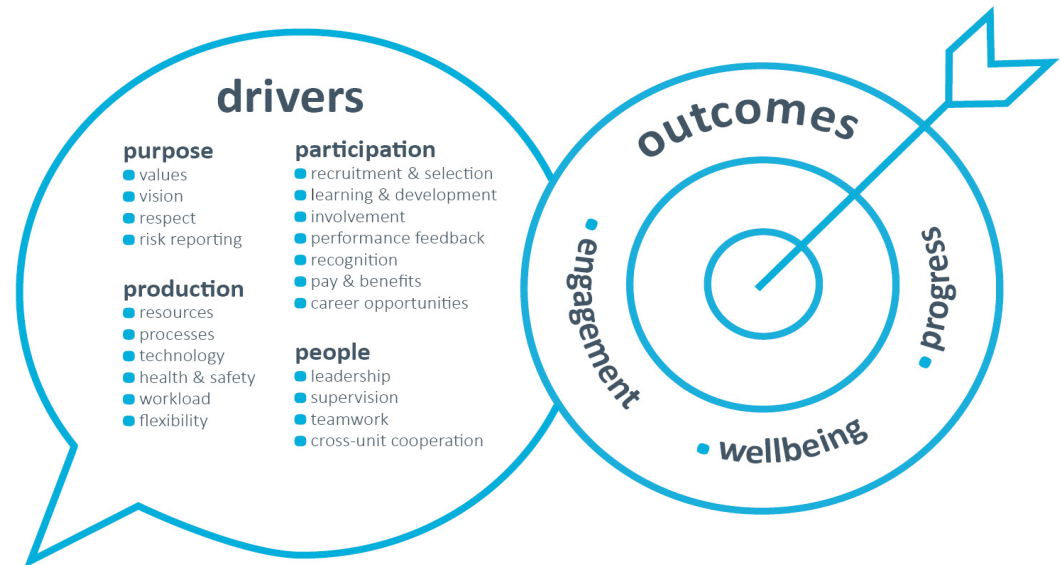 drivers
purpose
values
vision
respect
risk reporting
production
resources
processes
technology
health & safety
workload
flexibility
participation
recruitment & selection
learning & development
involvement
performance feedback
recognition
pay & benefits
career opportunities
people
leadership
supervision
teamwork
cross-unit cooperation
outcomes
• engagement
• wellbeing
• progress